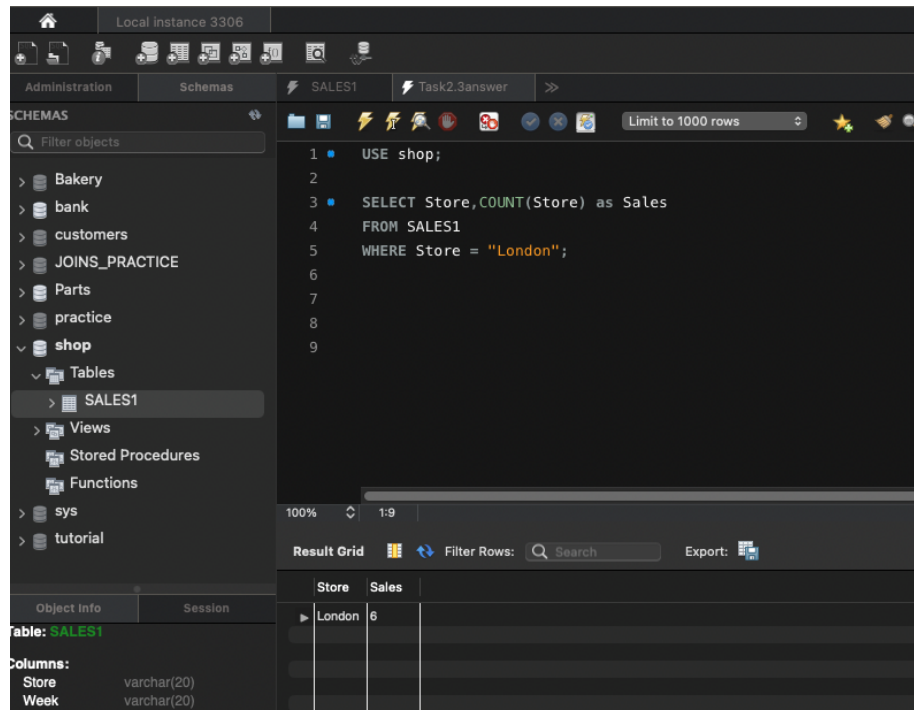 Local instance 3306
Administration Schemas
SCHEMAS
Filter objects
Bakery
bank
customers
JOINS_PRACTICE
Parts
practice
shop
Tables
SALES1
Views
Stored Procedures
Functions
sys
tutorial
Object Info Session
Table: SALES1
Columns:
Store varchar(20)
Week varchar(20)
SALES1 Task2.3answer
Limit to 1000 rows
1 USE shop;
2
3 SELECT Store,COUNT(Store) as Sales
4 FROM SALES1
5 WHERE Store = "London";
6
7
8
9
100% 1:9
Result Grid Filter Rows: Search Export:
Store Sales
London 6